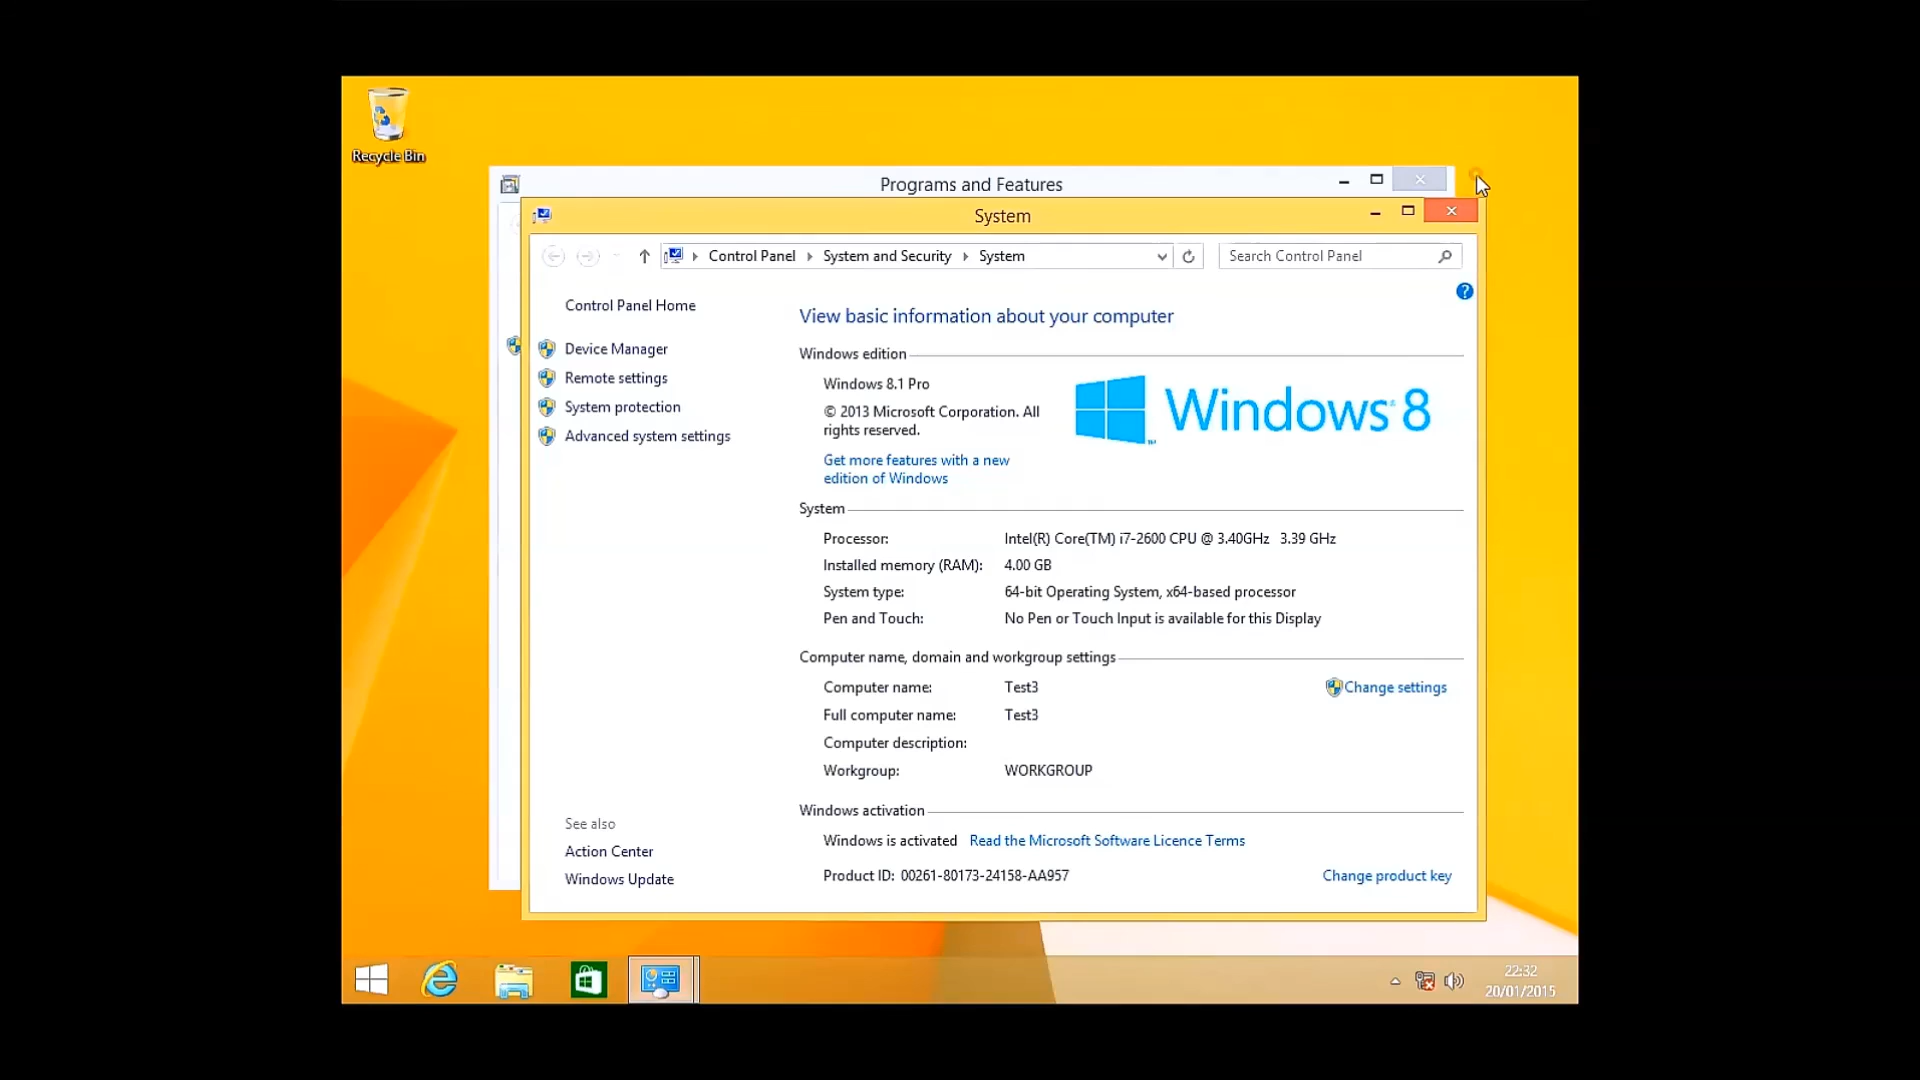 Recycle Bin
Programs and Features
System
Control Panel
System and Security
System
Search Control Panel
?
Control Panel Home
Device Manager
Remote settings
System protection
Advanced system settings
View basic information about your computer
Windows edition
Windows 8.1 Pro
© 2013 Microsoft Corporation. All
rights reserved.
Get more features with a new
edition of Windows
Windows® 8
™
System
Processor: Intel(R) Core(TM) i7-2600 CPU @ 3.40GHz 3.39 GHz
Installed memory (RAM): 4.00 GB
System type: 64-bit Operating System, x64-based processor
Pen and Touch: No Pen or Touch Input is available for this Display
Computer name, domain and workgroup settings
Computer name: Test3
Change settings
Full computer name: Test3
Computer description:
Workgroup: WORKGROUP
Windows activation
Windows is activated Read the Microsoft Software Licence Terms
Product ID: 00261-80173-24158-AA957
Change product key
See also
Action Center
Windows Update
22:32
20/01/2015